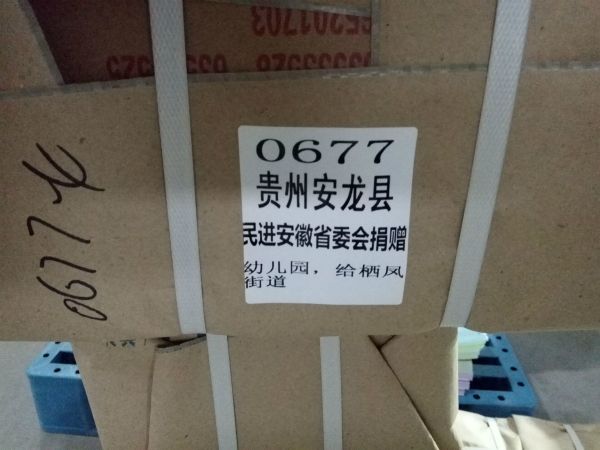 0677
贵州安龙县
民进安徽省委会捐赠
幼儿园，给栖凤
街道
0677